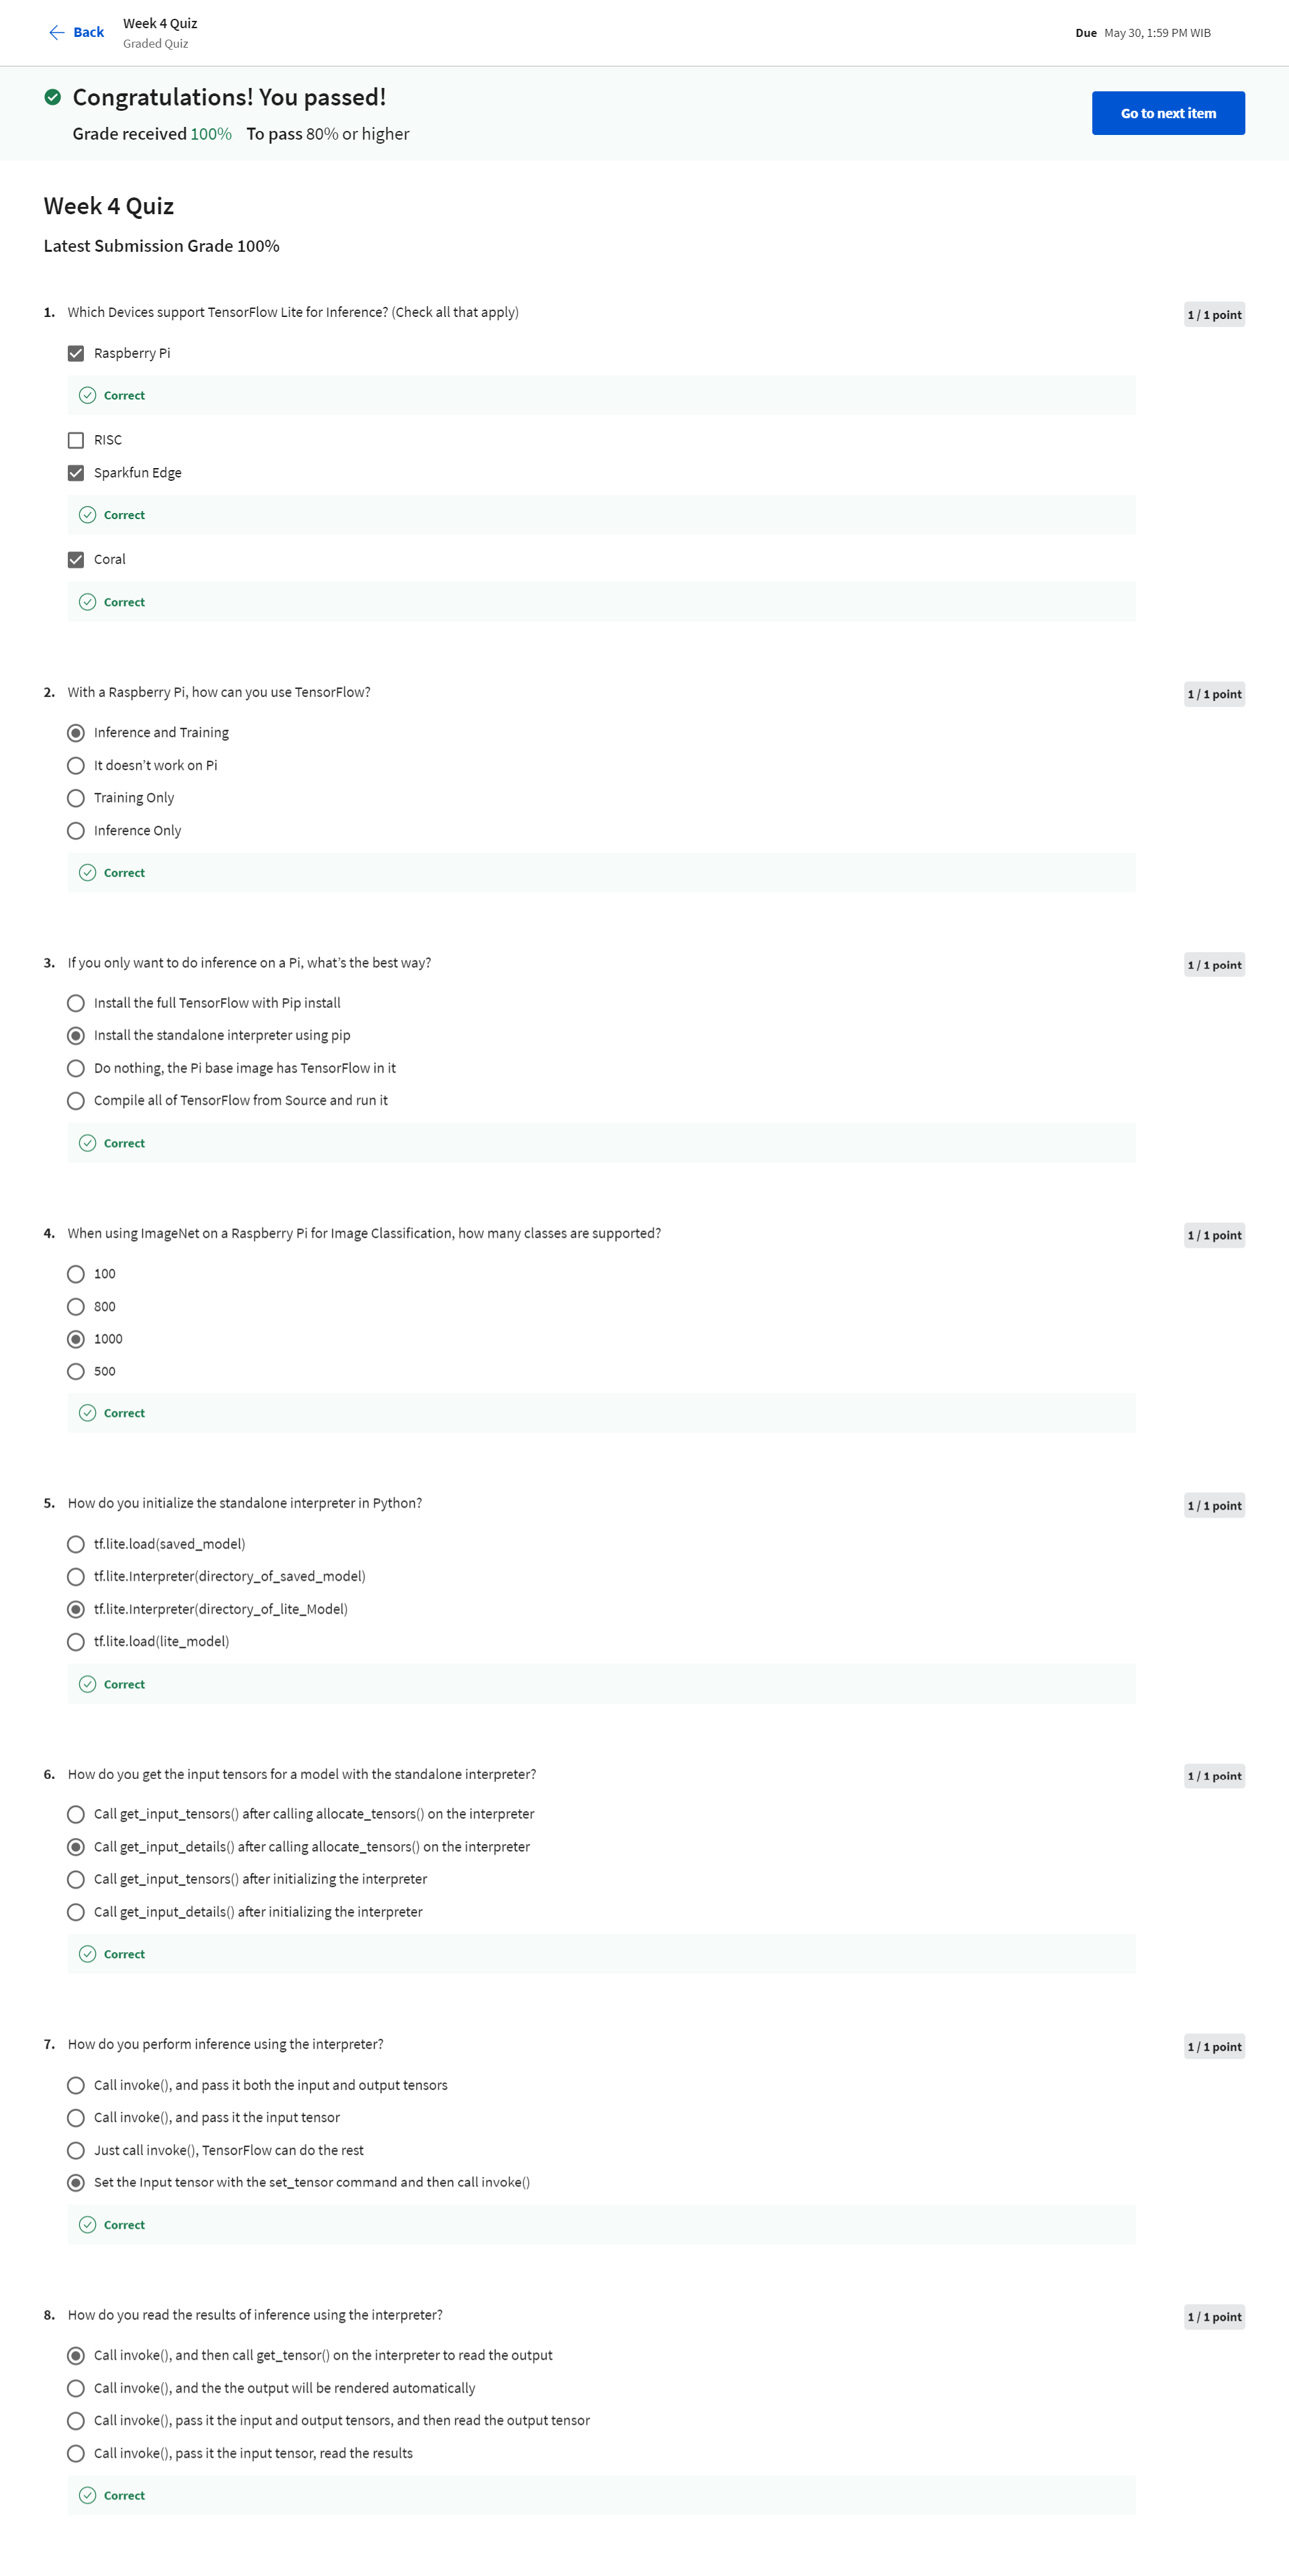 Back
Week 4 Quiz
Graded Quiz
Due May 30, 1:59 PM WIB
Congratulations! You passed!
Grade received 100% To pass 80% or higher
Go to next item
Week 4 Quiz
Latest Submission Grade 100%
1. Which Devices support TensorFlow Lite for Inference? (Check all that apply)
1 / 1 point
Raspberry Pi
Correct
RISC
Sparkfun Edge
Correct
Coral
Correct
2. With a Raspberry Pi, how can you use TensorFlow?
1 / 1 point
Inference and Training
It doesn’t work on Pi
Training Only
Inference Only
Correct
3. If you only want to do inference on a Pi, what’s the best way?
1 / 1 point
Install the full TensorFlow with Pip install
Install the standalone interpreter using pip
Do nothing, the Pi base image has TensorFlow in it
Compile all of TensorFlow from Source and run it
Correct
4. When using ImageNet on a Raspberry Pi for Image Classification, how many classes are supported?
1 / 1 point
100
800
1000
500
Correct
5. How do you initialize the standalone interpreter in Python?
1 / 1 point
tf.lite.load(saved_model)
tf.lite.Interpreter(directory_of_saved_model)
tf.lite.Interpreter(directory_of_lite_Model)
tf.lite.load(lite_model)
Correct
6. How do you get the input tensors for a model with the standalone interpreter?
1 / 1 point
Call get_input_tensors() after calling allocate_tensors() on the interpreter
Call get_input_details() after calling allocate_tensors() on the interpreter
Call get_input_tensors() after initializing the interpreter
Call get_input_details() after initializing the interpreter
Correct
7. How do you perform inference using the interpreter?
1 / 1 point
Call invoke(), and pass it both the input and output tensors
Call invoke(), and pass it the input tensor
Just call invoke(), TensorFlow can do the rest
Set the Input tensor with the set_tensor command and then call invoke()
Correct
8. How do you read the results of inference using the interpreter?
1 / 1 point
Call invoke(), and then call get_tensor() on the interpreter to read the output
Call invoke(), and the the output will be rendered automatically
Call invoke(), pass it the input and output tensors, and then read the output tensor
Call invoke(), pass it the input tensor, read the results
Correct